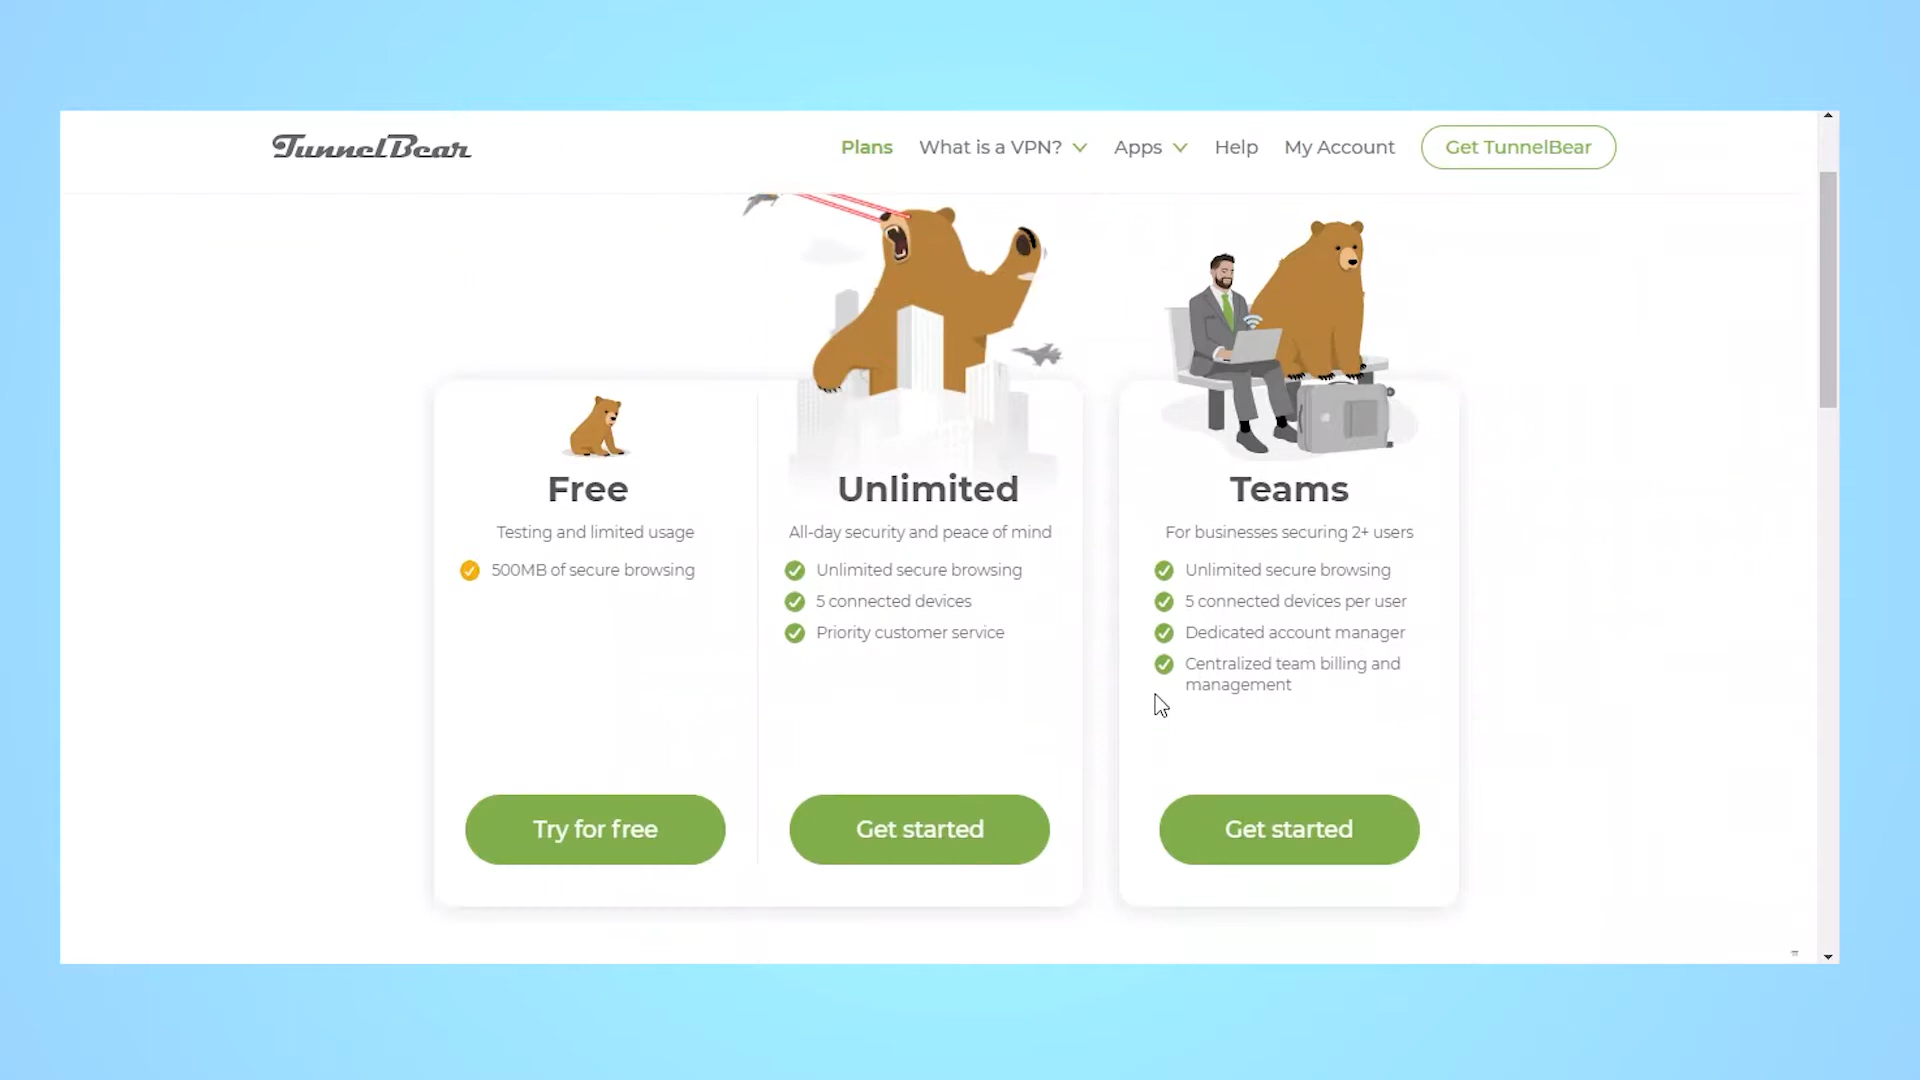 TunnelBear
Plans What is a VPN? Apps Help My Account Get TunnelBear
Free
Testing and limited usage
500MB of secure browsing
Try for free
Unlimited
All-day security and peace of mind
Unlimited secure browsing
5 connected devices
Priority customer service
Get started
Teams
For businesses securing 2+ users
Unlimited secure browsing
5 connected devices per user
Dedicated account manager
Centralized team billing and
management
Get started